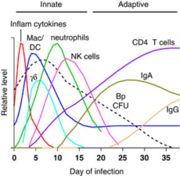 Innate Adaptive
Inflam cytokines
Mac/ neutrophils
DC
CD4 T cells
NK cells
γδ
IgA
Bp
CFU
IgG
Relative level
0 5 10 15 20 25 30 35
Day of infection